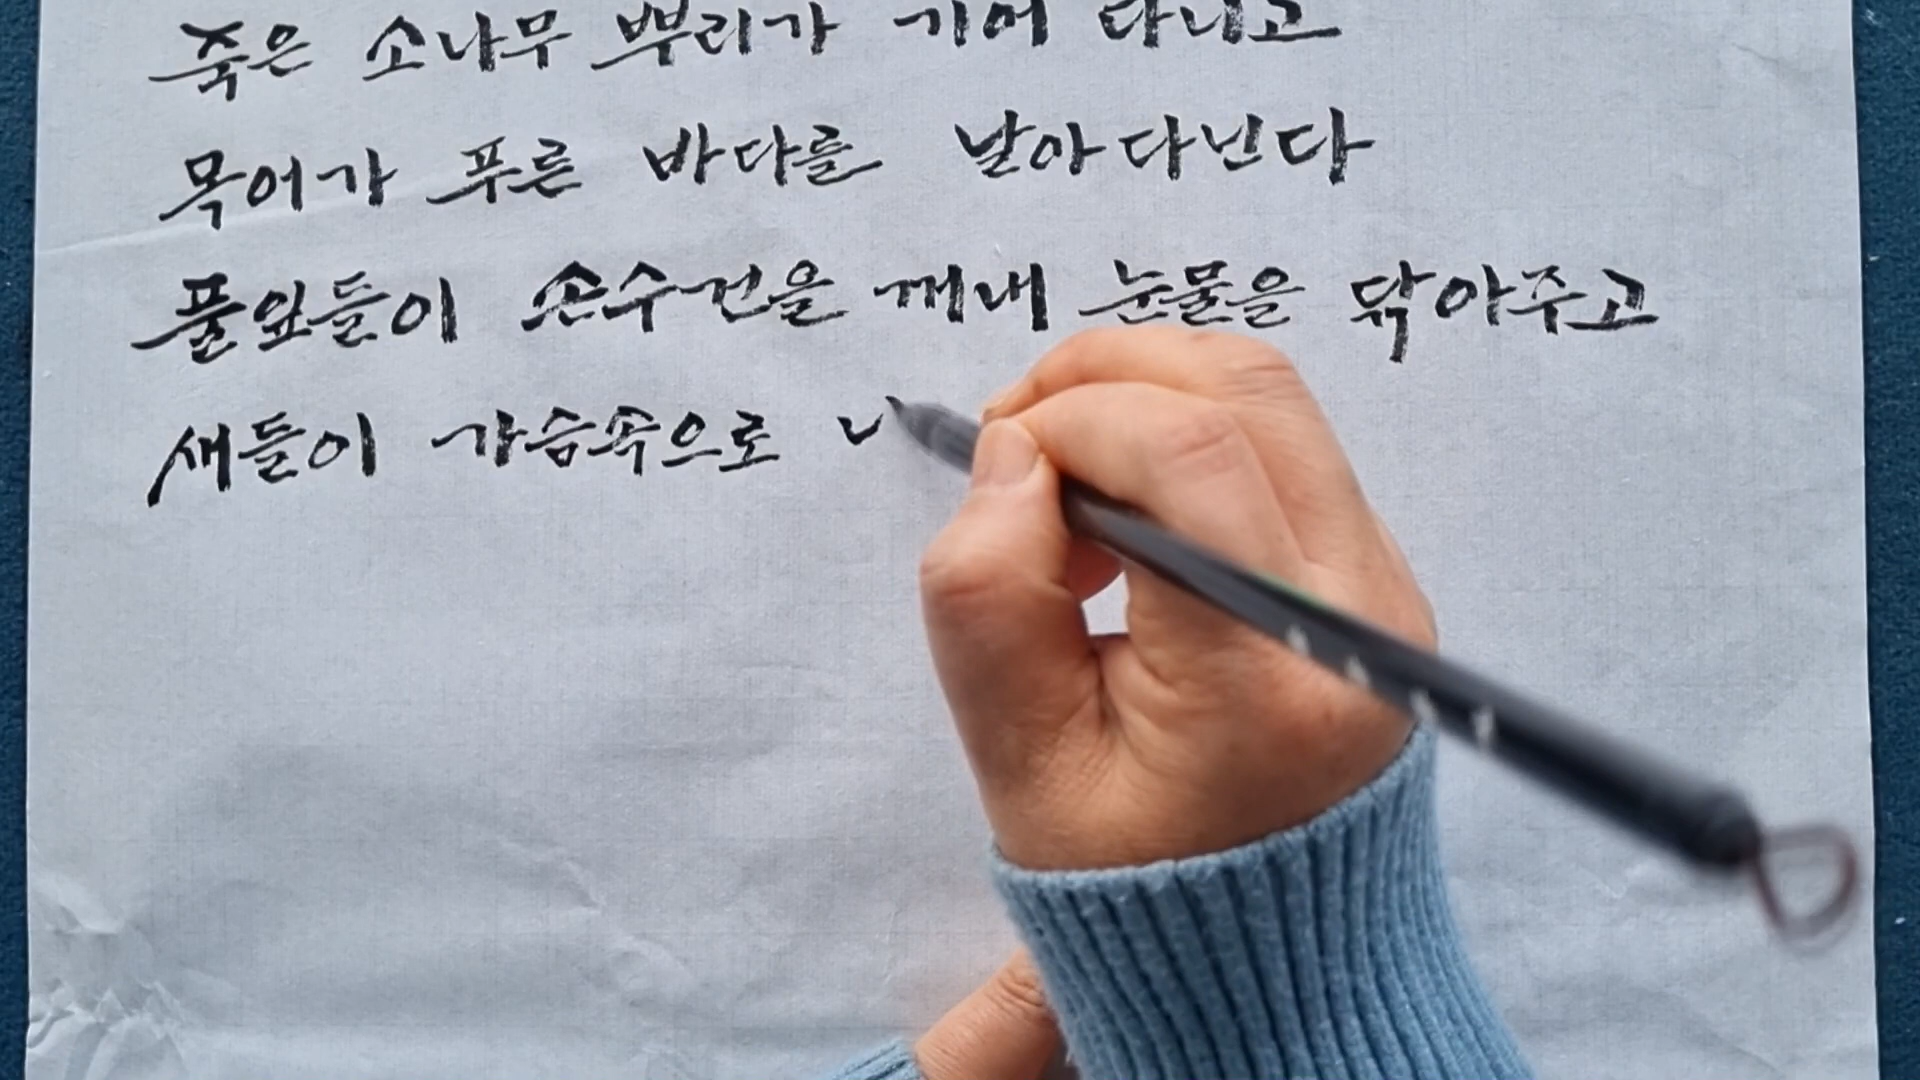 죽은 소나무 뿌리가 기어 다니고
목어가 푸른 바다를 날아다닌다
풀잎들이 손수건을 꺼내 눈물을 닦아주고
새들이 가슴속으로